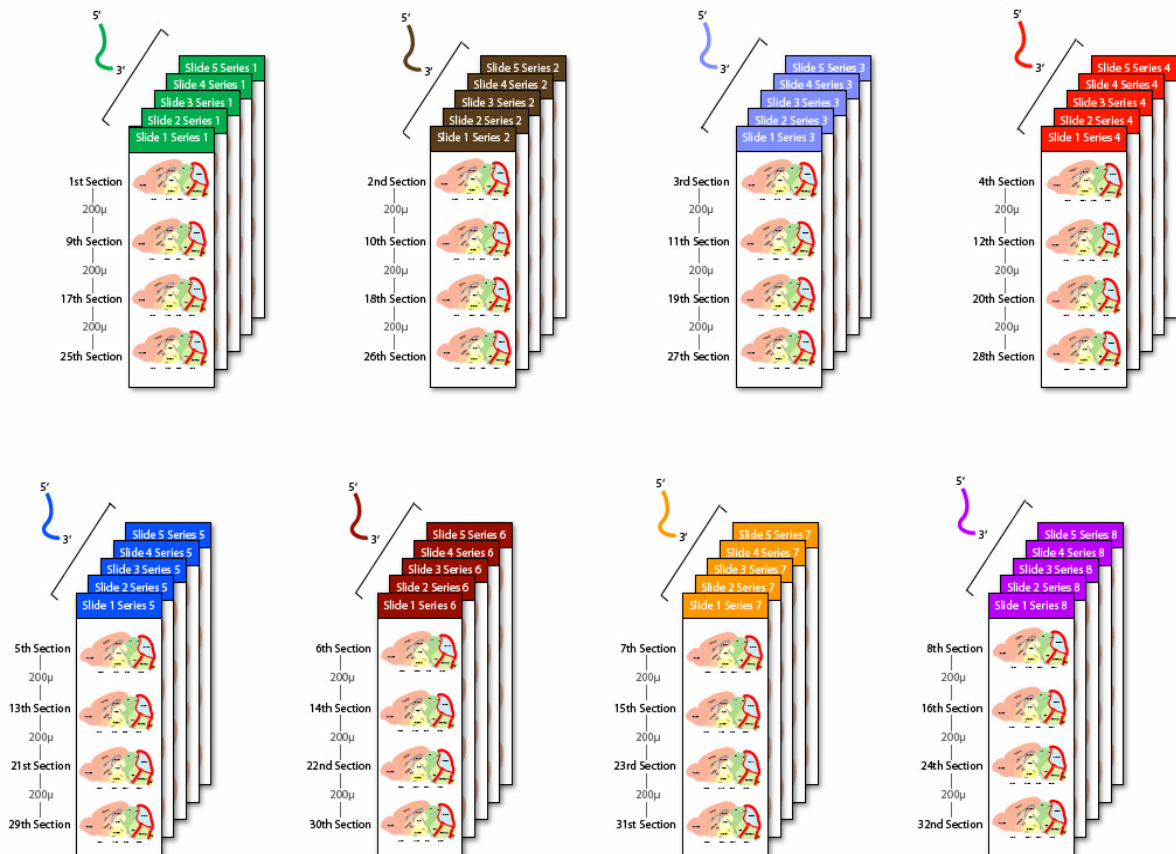 5′
3′
Slide 5 Series 1
Slide 4 Series 1
Slide 3 Series 1
Slide 2 Series 1
Slide 1 Series 1
1st Section
200µ
9th Section
200µ
17th Section
200µ
25th Section
5′
3′
Slide 5 Series 2
Slide 4 Series 2
Slide 3 Series 2
Slide 2 Series 2
Slide 1 Series 2
2nd Section
200µ
10th Section
200µ
18th Section
200µ
26th Section
5′
3′
Slide 5 Series 3
Slide 4 Series 3
Slide 3 Series 3
Slide 2 Series 3
Slide 1 Series 3
3rd Section
200µ
11th Section
200µ
19th Section
200µ
27th Section
5′
3′
Slide 5 Series 4
Slide 4 Series 4
Slide 3 Series 4
Slide 2 Series 4
Slide 1 Series 4
4th Section
200µ
12th Section
200µ
20th Section
200µ
28th Section
5′
3′
Slide 5 Series 5
Slide 4 Series 5
Slide 3 Series 5
Slide 2 Series 5
Slide 1 Series 5
5th Section
200µ
13th Section
200µ
21st Section
200µ
29th Section
5′
3′
Slide 5 Series 6
Slide 4 Series 6
Slide 3 Series 6
Slide 2 Series 6
Slide 1 Series 6
6th Section
200µ
14th Section
200µ
22nd Section
200µ
30th Section
5′
3′
Slide 5 Series 7
Slide 4 Series 7
Slide 3 Series 7
Slide 2 Series 7
Slide 1 Series 7
7th Section
200µ
15th Section
200µ
23rd Section
200µ
31st Section
5′
3′
Slide 5 Series 8
Slide 4 Series 8
Slide 3 Series 8
Slide 2 Series 8
Slide 1 Series 8
8th Section
200µ
16th Section
200µ
24th Section
200µ
32nd Section